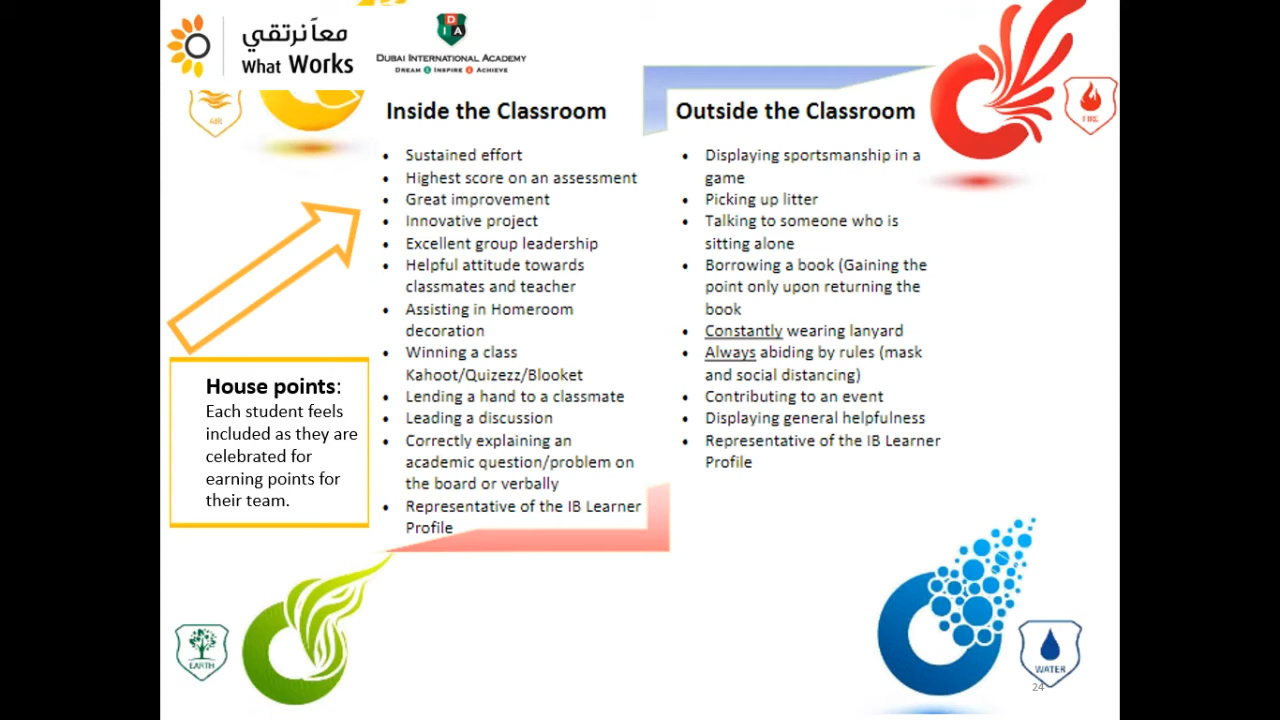 معاً نرتقي
What Works
DIA
DUBAI INTERNATIONAL ACADEMY
DREAM INSPIRE ACHIEVE
AIR
FIRE
Inside the Classroom
• Sustained effort
• Highest score on an assessment
• Great improvement
• Innovative project
• Excellent group leadership
• Helpful attitude towards
classmates and teacher
• Assisting in Homeroom
decoration
• Winning a class
Kahoot/Quizezz/Blooket
• Lending a hand to a classmate
• Leading a discussion
• Correctly explaining an
academic question/problem on
the board or verbally
• Representative of the IB Learner
Profile
Outside the Classroom
• Displaying sportsmanship in a
game
• Picking up litter
• Talking to someone who is
sitting alone
• Borrowing a book (Gaining the
point only upon returning the
book
• Constantly wearing lanyard
• Always abiding by rules (mask
and social distancing)
• Contributing to an event
• Displaying general helpfulness
• Representative of the IB Learner
Profile
House points:
Each student feels
included as they are
celebrated for
earning points for
their team.
EARTH
WATER
24